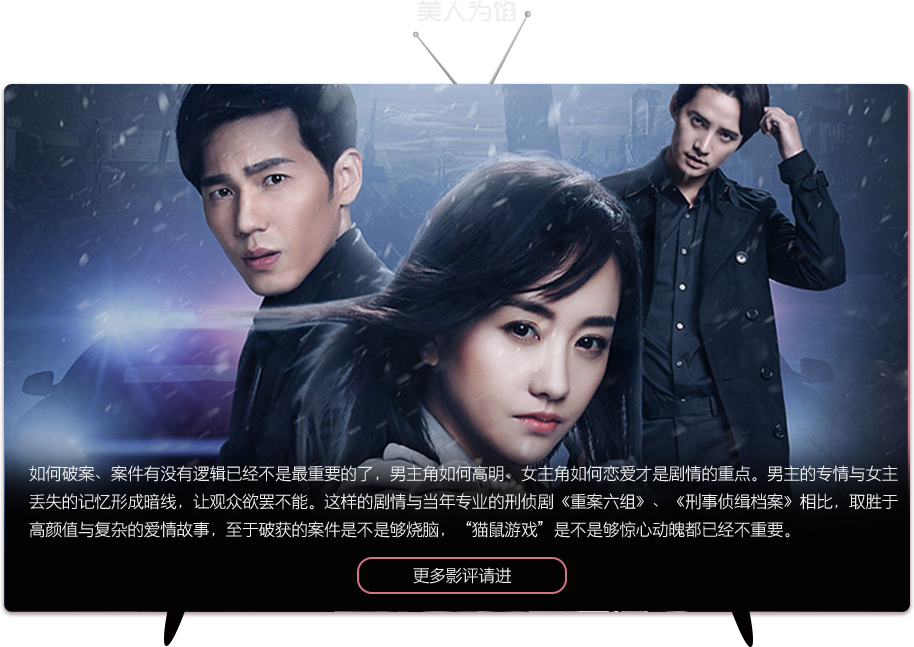 美人为馅
如何破案、案件有没有逻辑已经不是最重要的了，男主角如何高明、女主角如何恋爱才是剧情的重点。男主的专情与女主
丢失的记忆形成暗线，让观众欲罢不能。这样的剧情与当年专业的刑侦剧《重案六组》、《刑事侦缉档案》相比，取胜于
高颜值与复杂的爱情故事，至于破获的案件是不是够烧脑，“猫鼠游戏”是不是够惊心动魄都已经不重要。
更多影评请进